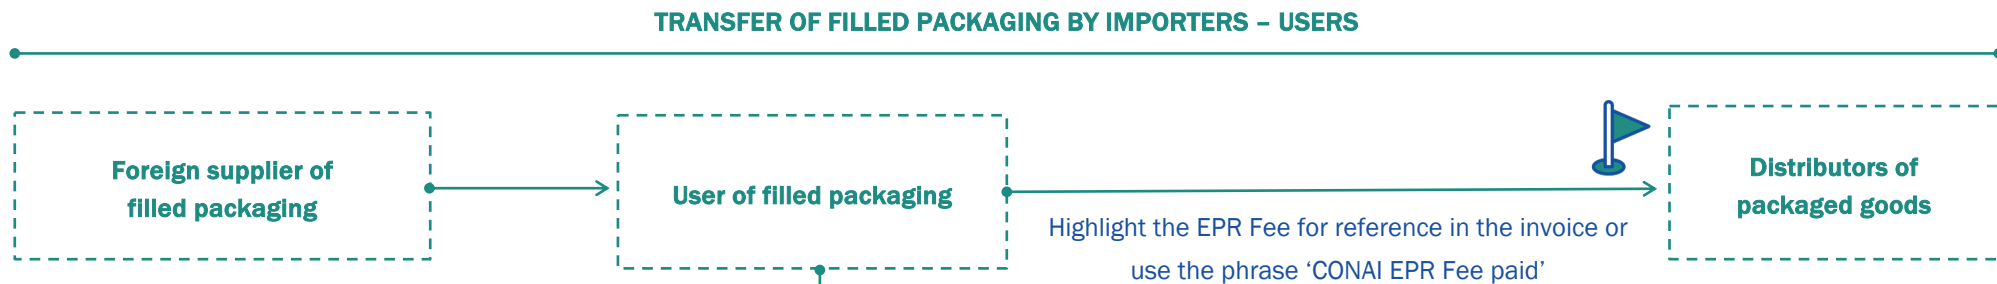 TRANSFER OF FILLED PACKAGING BY IMPORTERS – USERS
Foreign supplier of
filled packaging
User of filled packaging
Highlight the EPR Fee for reference in the invoice or
use the phrase ‘CONAI EPR Fee paid’
Distributors of
packaged goods